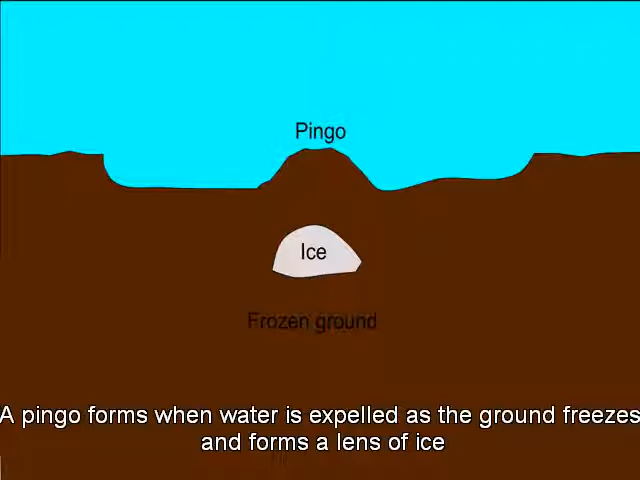 Pingo
Ice
Frozen ground
A pingo forms when water is expelled as the ground freezes
and forms a lens of ice